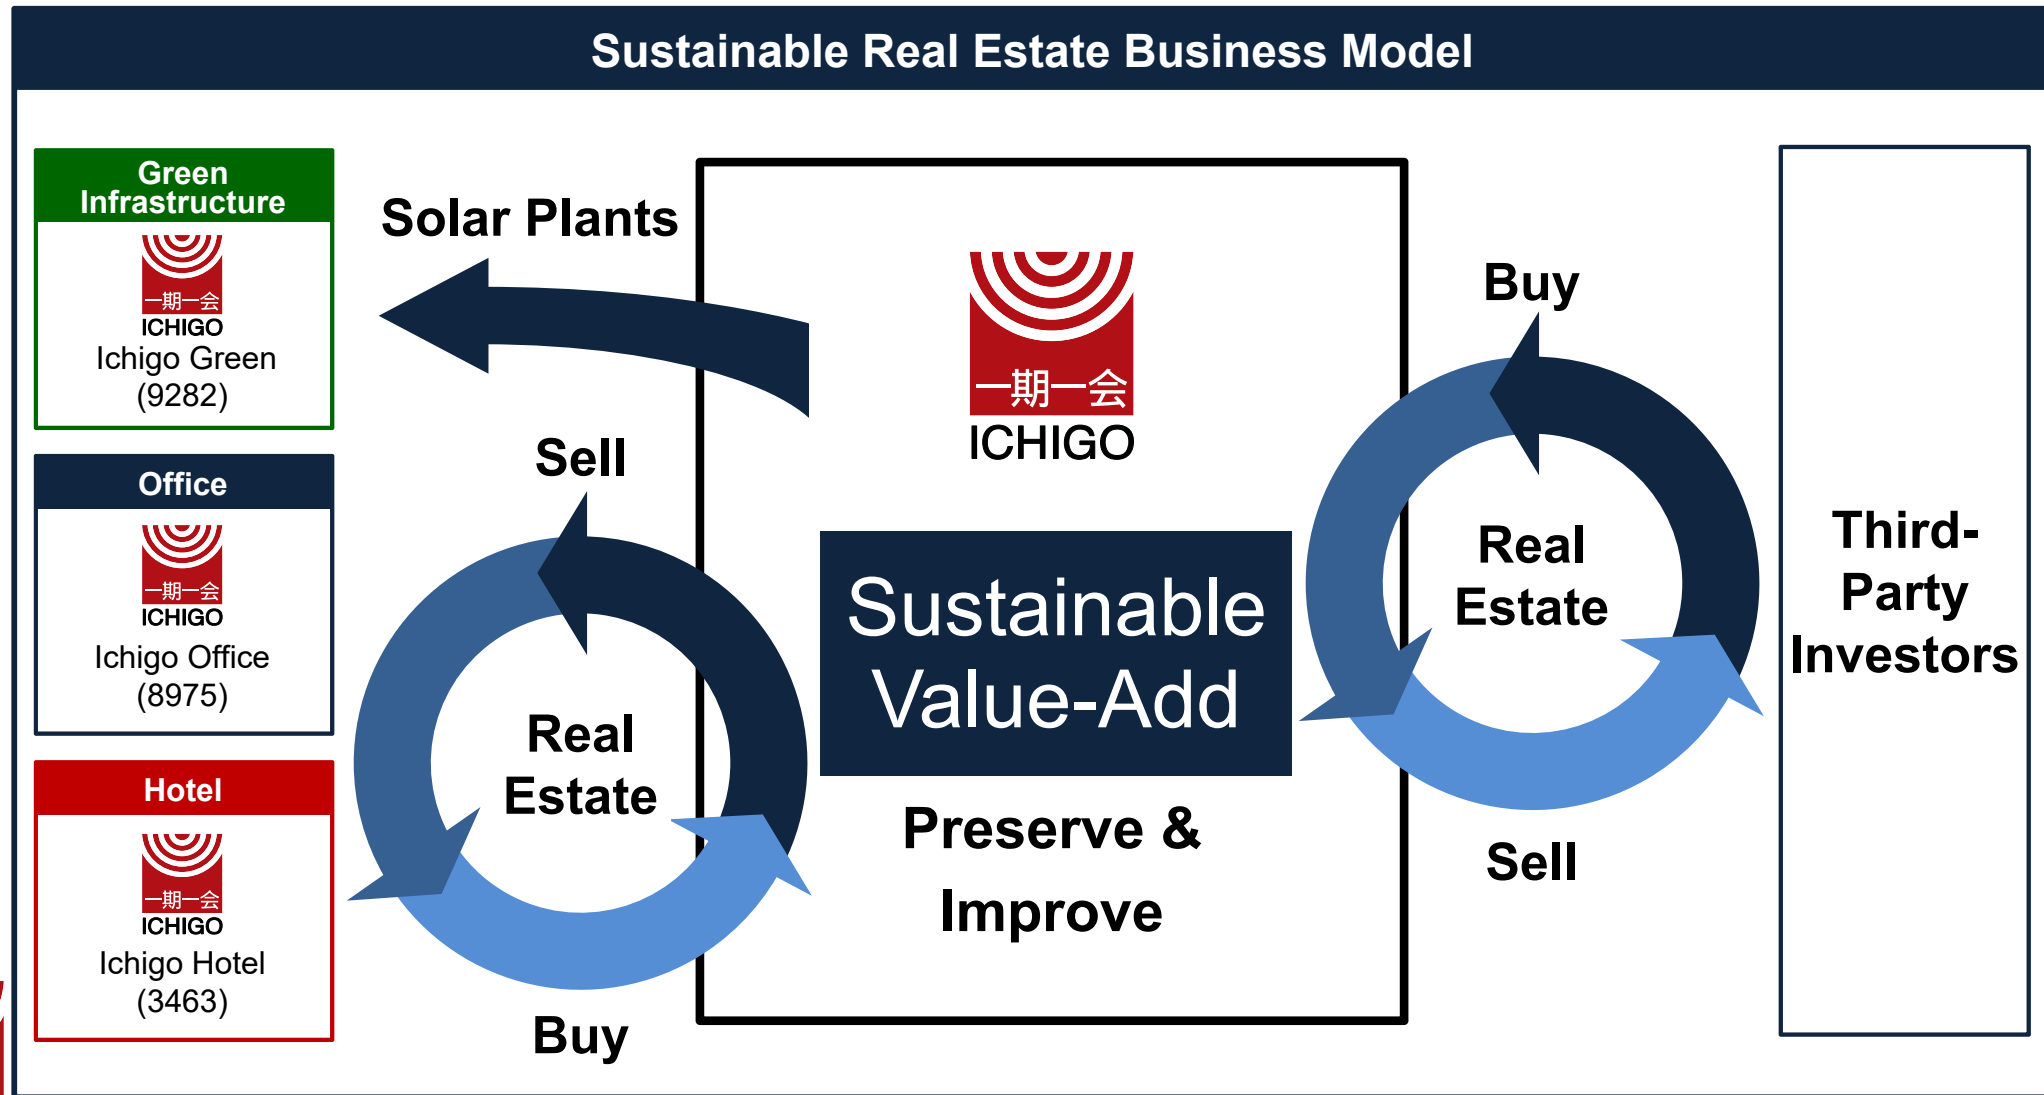 Sustainable Real Estate Business Model
Green
Infrastructure
一期一会
ICHIGO
Ichigo Green
(9282)
Office
一期一会
ICHIGO
Ichigo Office
(8975)
Hotel
一期一会
ICHIGO
Ichigo Hotel
(3463)
Solar Plants
Sell
Real
Estate
Buy
一期一会
ICHIGO
Sustainable
Value-Add
Preserve &
Improve
Buy
Real
Estate
Sell
Third-
Party
Investors